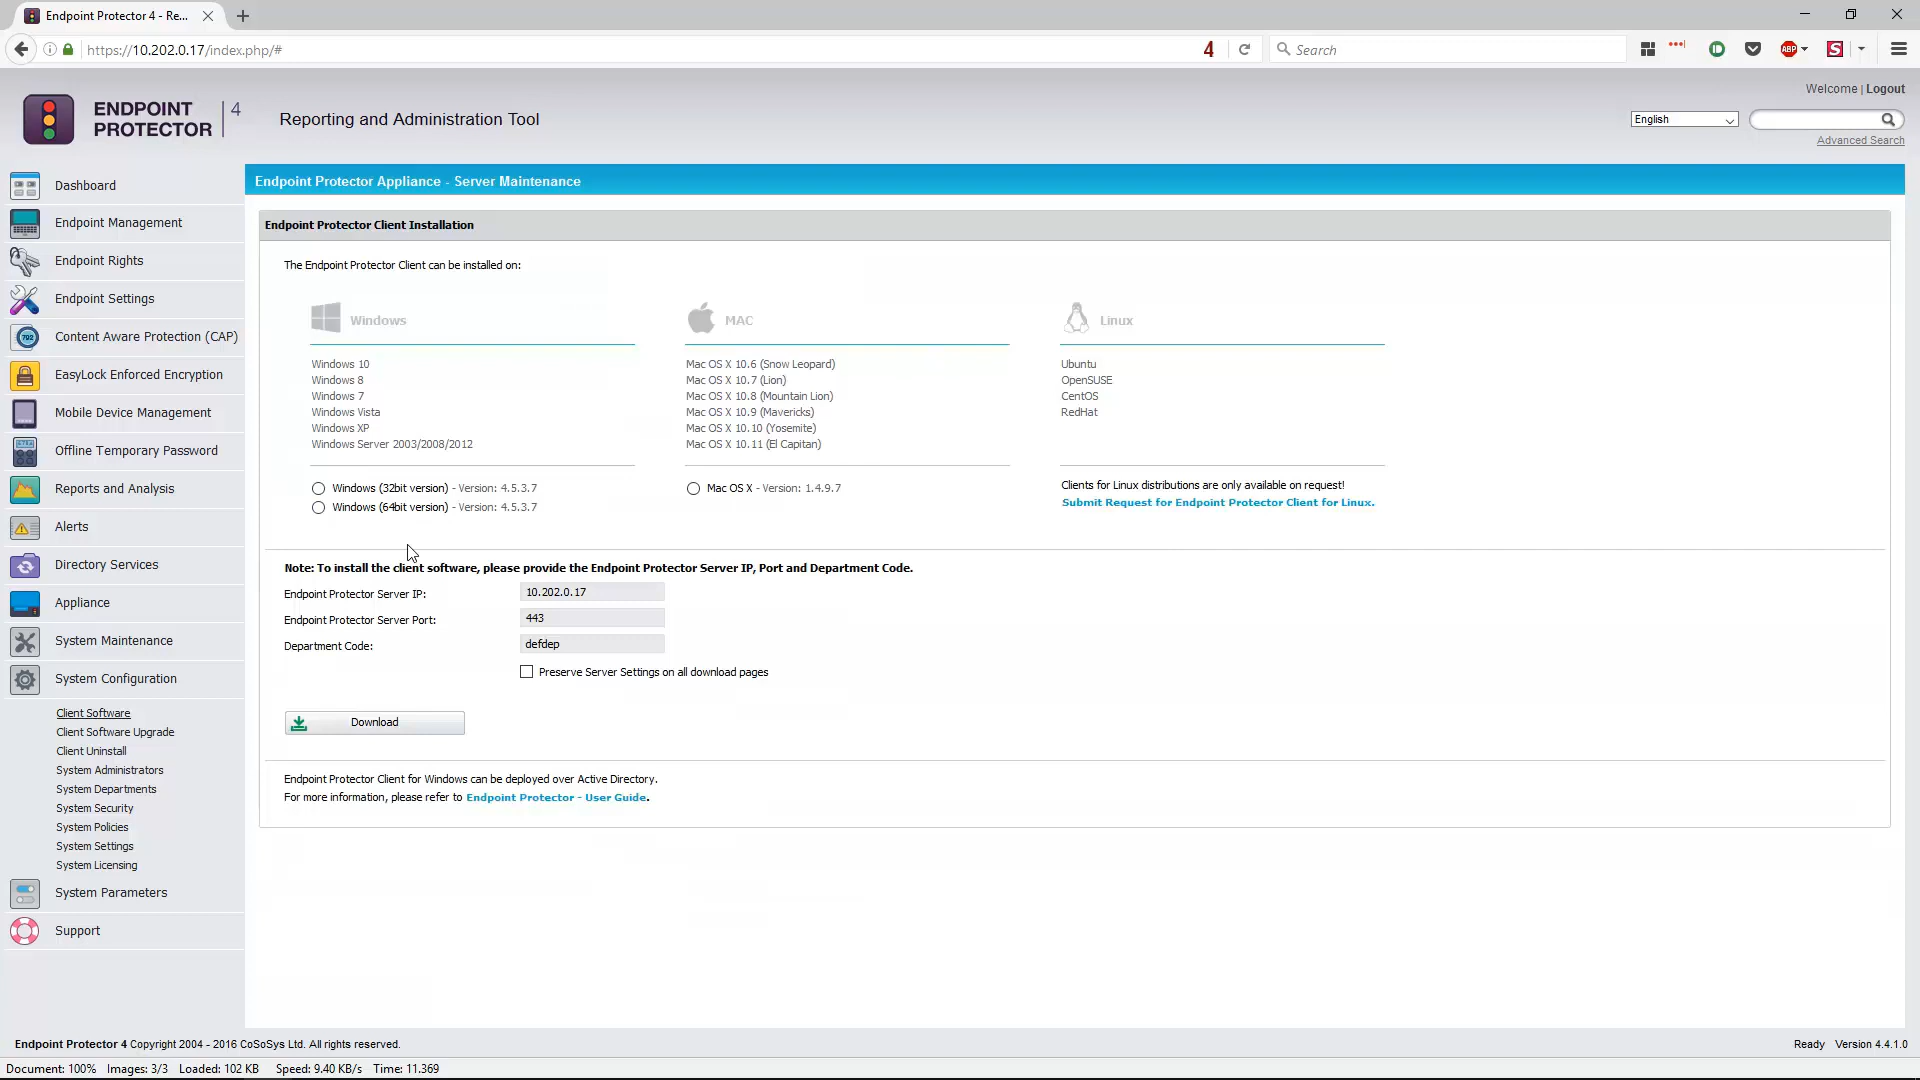 Endpoint Protector 4 - Re...
https://10.202.0.17/index.php/#
4
Search
ABP
S
Welcome | Logout
ENDPOINT
PROTECTOR
4
Reporting and Administration Tool
English
Advanced Search
Dashboard
Endpoint Management
Endpoint Rights
Endpoint Settings
Content Aware Protection (CAP)
EasyLock Enforced Encryption
Mobile Device Management
Offline Temporary Password
Reports and Analysis
Alerts
Directory Services
Appliance
System Maintenance
System Configuration
Client Software
Client Software Upgrade
Client Uninstall
System Administrators
System Departments
System Security
System Policies
System Settings
System Licensing
System Parameters
Support
Endpoint Protector Appliance - Server Maintenance
Endpoint Protector Client Installation
The Endpoint Protector Client can be installed on:
Windows
Windows 10
Windows 8
Windows 7
Windows Vista
Windows XP
Windows Server 2003/2008/2012
Windows (32bit version) - Version: 4.5.3.7
Windows (64bit version) - Version: 4.5.3.7
MAC
Mac OS X 10.6 (Snow Leopard)
Mac OS X 10.7 (Lion)
Mac OS X 10.8 (Mountain Lion)
Mac OS X 10.9 (Mavericks)
Mac OS X 10.10 (Yosemite)
Mac OS X 10.11 (El Capitan)
Mac OS X - Version: 1.4.9.7
Linux
Ubuntu
OpenSUSE
CentOS
RedHat
Clients for Linux distributions are only available on request!
Submit Request for Endpoint Protector Client for Linux.
Note: To install the client software, please provide the Endpoint Protector Server IP, Port and Department Code.
Endpoint Protector Server IP: 10.202.0.17
Endpoint Protector Server Port: 443
Department Code: defdep
Preserve Server Settings on all download pages
Download
Endpoint Protector Client for Windows can be deployed over Active Directory.
For more information, please refer to Endpoint Protector - User Guide.
Endpoint Protector 4 Copyright 2004 - 2016 CoSoSys Ltd. All rights reserved.
Ready Version 4.4.1.0
Document: 100% Images: 3/3 Loaded: 102 KB Speed: 9.40 KB/s Time: 11.369